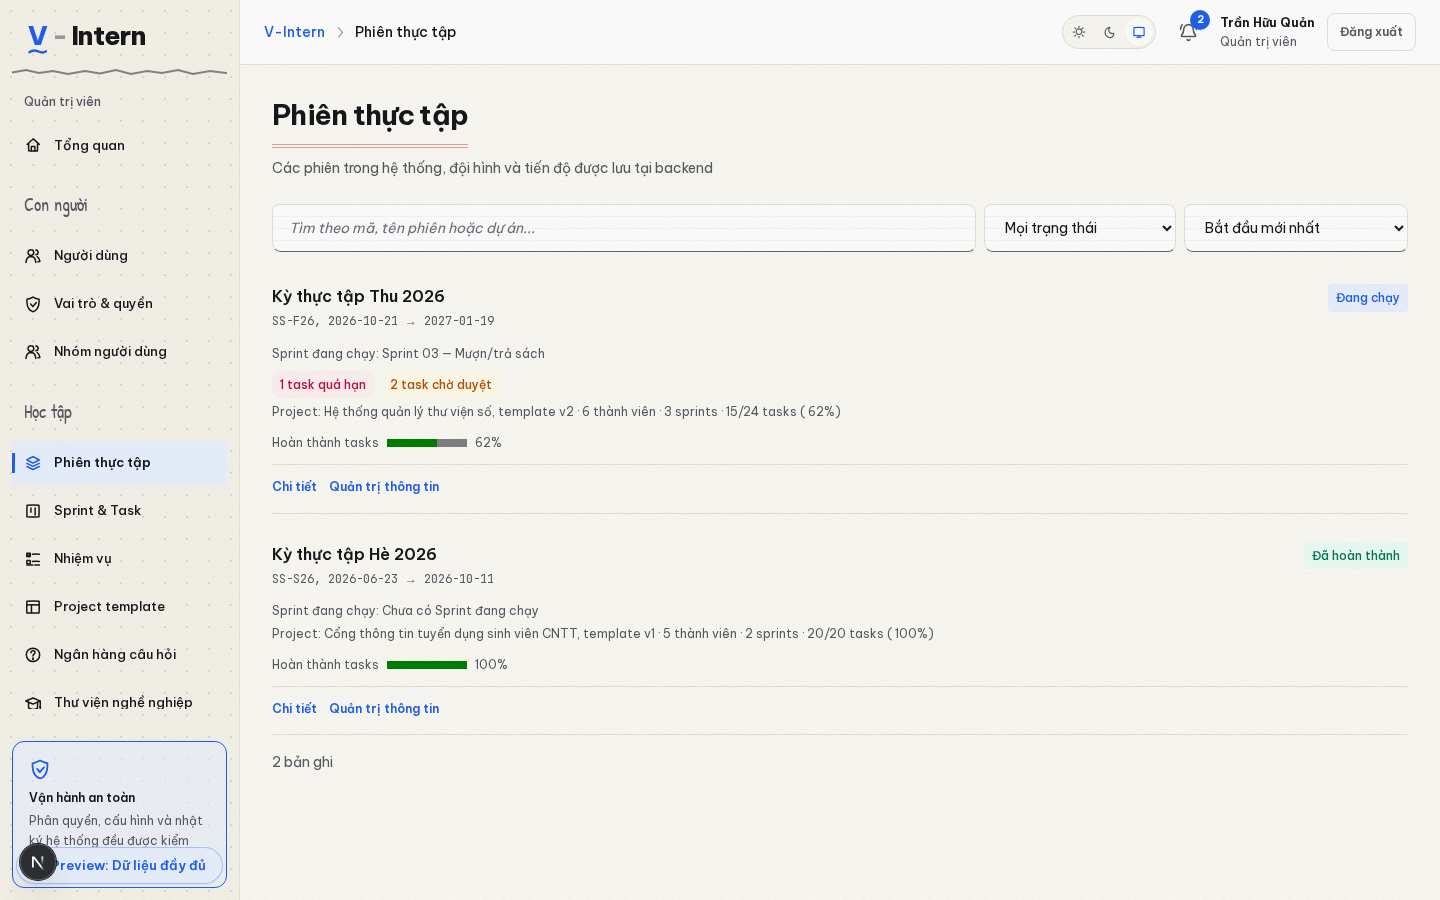 V - Intern
Quản trị viên
Tổng quan
Con người
Người dùng
Vai trò & quyền
Nhóm người dùng
Học tập
Phiên thực tập
Sprint & Task
Nhiệm vụ
Project template
Ngân hàng câu hỏi
Thư viện nghề nghiệp
Vận hành an toàn
Phân quyền, cấu hình và nhật
ký hệ thống đều được kiểm
Preview: Dữ liệu đầy đủ
N
V-Intern > Phiên thực tập
2
Trần Hữu Quản
Quản trị viên
Đăng xuất
Phiên thực tập
Các phiên trong hệ thống, đội hình và tiến độ được lưu tại backend
Tìm theo mã, tên phiên hoặc dự án...
Mọi trạng thái
Bắt đầu mới nhất
Kỳ thực tập Thu 2026
Đang chạy
SS-F26, 2026-10-21 → 2027-01-19
Sprint đang chạy: Sprint 03 — Mượn/trả sách
1 task quá hạn
2 task chờ duyệt
Project: Hệ thống quản lý thư viện số, template v2 · 6 thành viên · 3 sprints · 15/24 tasks ( 62%)
Hoàn thành tasks 62%
Chi tiết Quản trị thông tin
Kỳ thực tập Hè 2026
Đã hoàn thành
SS-S26, 2026-06-23 → 2026-10-11
Sprint đang chạy: Chưa có Sprint đang chạy
Project: Cổng thông tin tuyển dụng sinh viên CNTT, template v1 · 5 thành viên · 2 sprints · 20/20 tasks ( 100%)
Hoàn thành tasks 100%
Chi tiết Quản trị thông tin
2 bản ghi